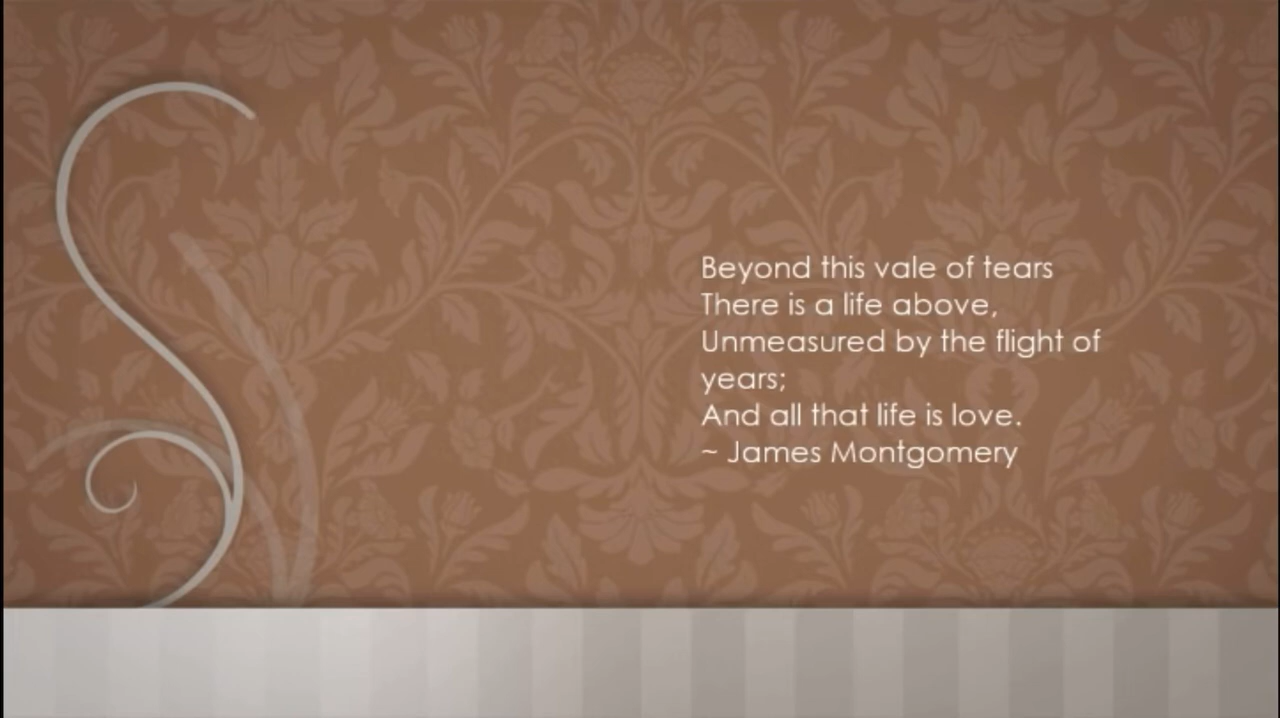 Beyond this vale of tears
There is a life above,
Unmeasured by the flight of
years;
And all that life is love.
~ James Montgomery